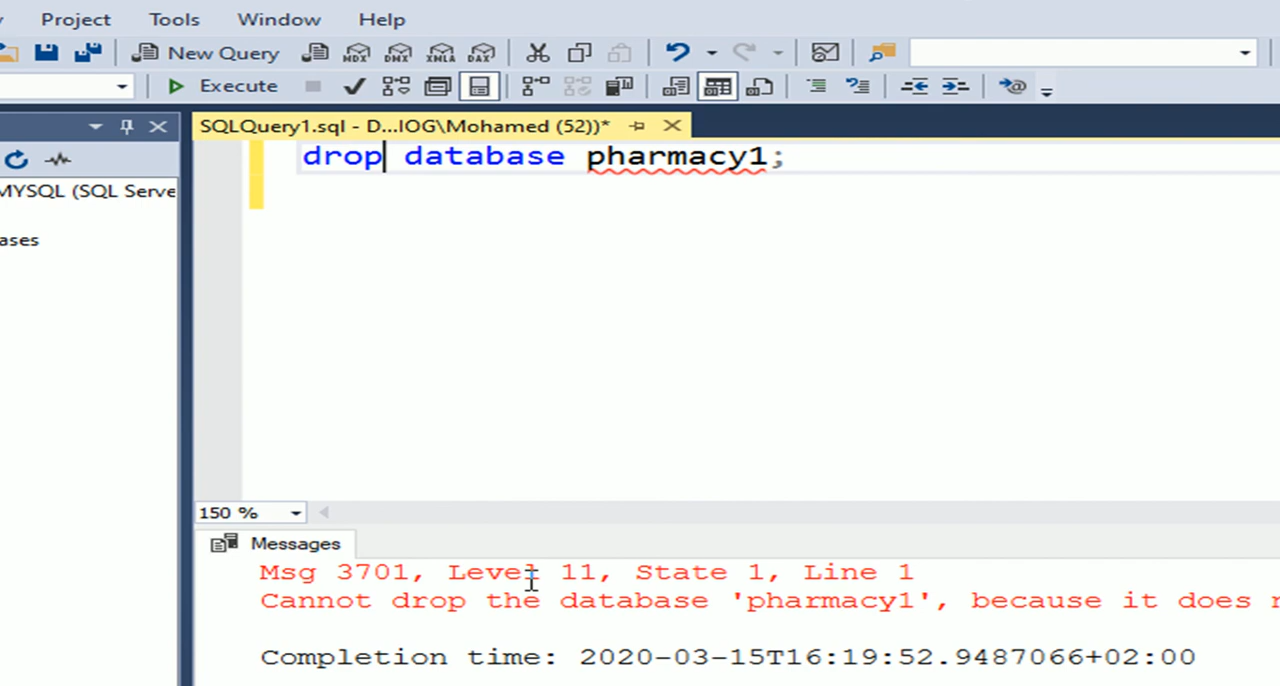 Project Tools Window Help
New Query MDX DMX XMLA DAX
Execute
SQLQuery1.sql - D...IOG\Mohamed (52))*
drop database pharmacy1;
MYSQL (SQL Serve
ases
150 %
Messages
Msg 3701, Level 11, State 1, Line 1
Cannot drop the database 'pharmacy1', because it does n
Completion time: 2020-03-15T16:19:52.9487066+02:00